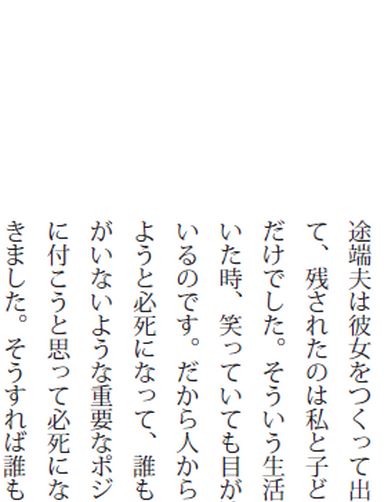 途端夫は彼女をつくって出
て、残されたのは私と子ど
だけでした。そういう生活
いた時、笑っていても目が
いるのです。だから人から
ようと必死になって、誰も
がいないような重要なポジ
に付こうと思って必死にな
きました。そうすれば誰も